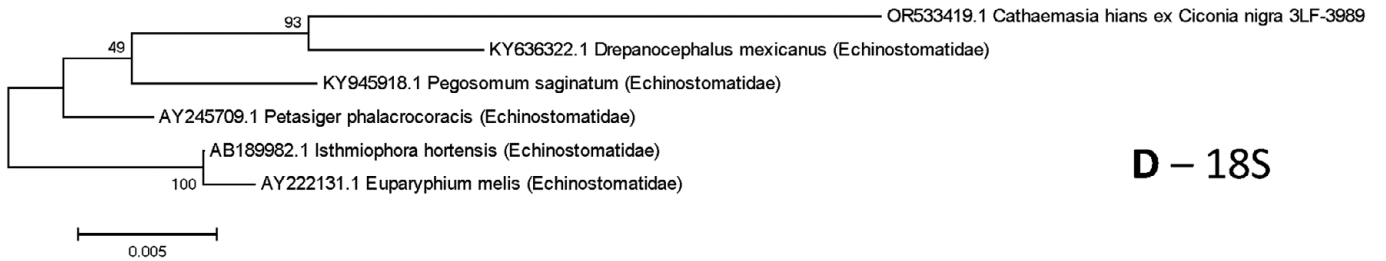 93
OR533419.1 Cathaemasia hians ex Ciconia nigra 3LF-3989
49
KY636322.1 Drepanocephalus mexicanus (Echinostomatidae)
KY945918.1 Pegosomum saginatum (Echinostomatidae)
AY245709.1 Petasiger phalacrocoracis (Echinostomatidae)
AB189982.1 Isthmiophora hortensis (Echinostomatidae)
100
AY222131.1 Euparyphium melis (Echinostomatidae)
D – 18S
0.005